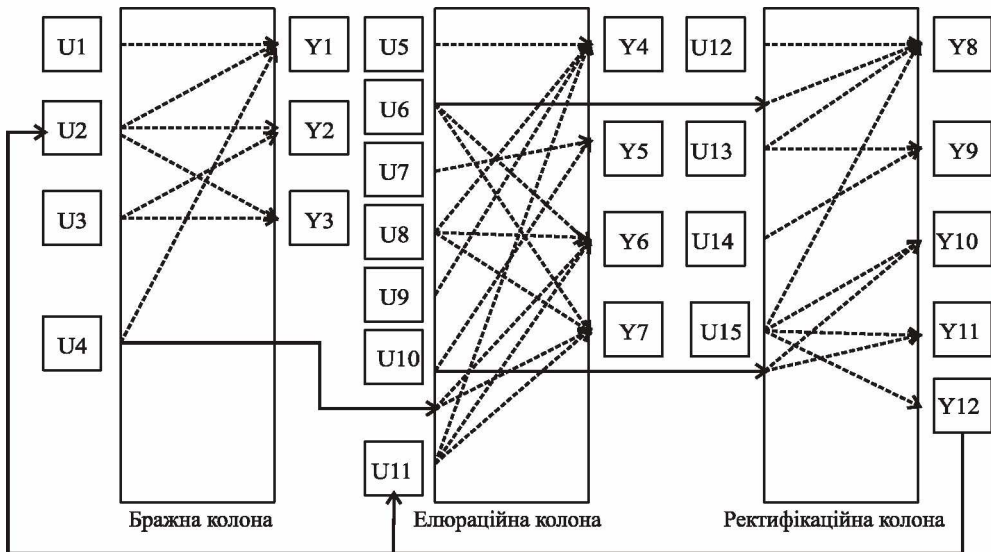 U1
Y1
U5
Y4
U12
Y8
U6
U2
Y2
U7
Y5
U13
Y9
U3
Y3
U8
Y6
U14
Y10
U9
U4
U10
Y7
U15
Y11
Y12
U11
Бражна колона
Елюраційна колона
Ректифікаційна колона